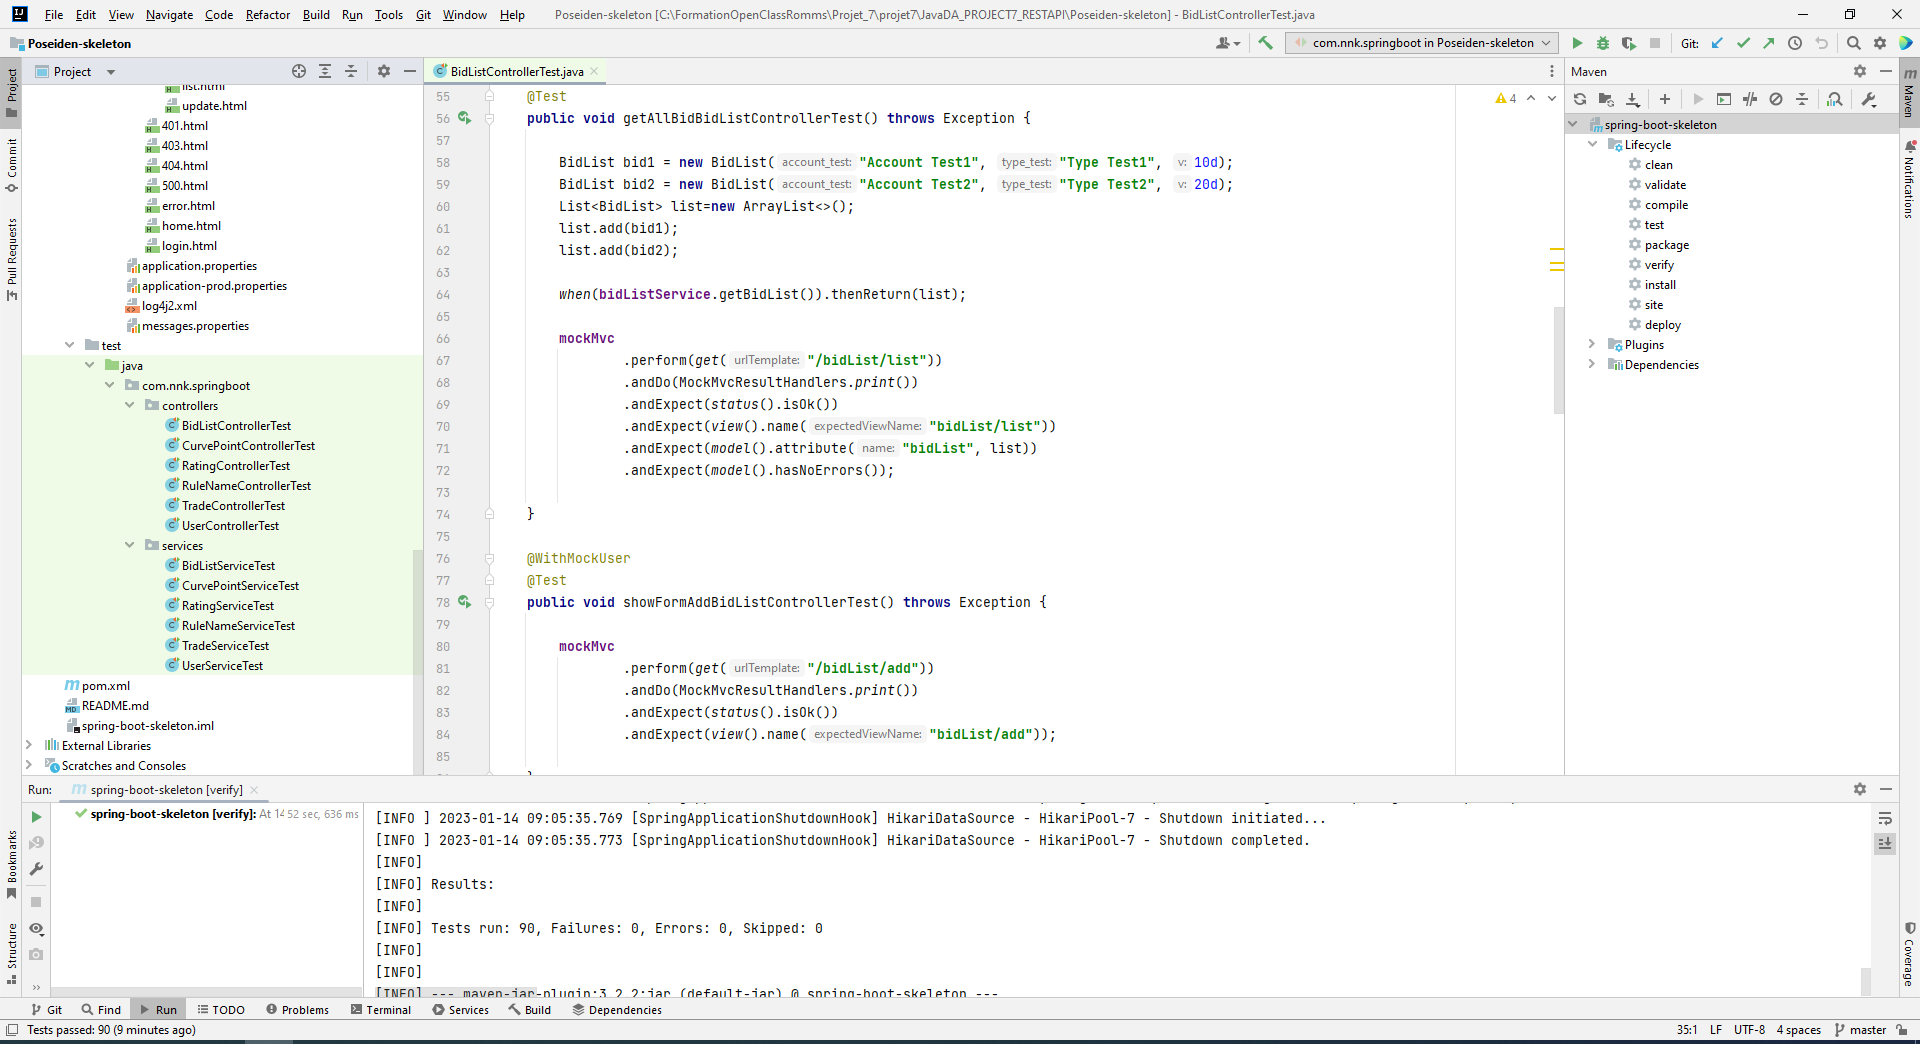 File Edit View Navigate Code Refactor Build Run Tools Git Window Help Poseiden-skeleton [C:\FormationOpenClassRomms\Projet_7\projet7\JavaDA_PROJECT7_RESTAPI\Poseiden-skeleton] - BidListControllerTest.java
Poseiden-skeleton com.nnk.springboot in Poseiden-skeleton Git:
Project
BidListControllerTest.java
Maven
Project
Commit
Pull Requests
Bookmarks
Structure
list.html
update.html
401.html
403.html
404.html
500.html
error.html
home.html
login.html
application.properties
application-prod.properties
log4j2.xml
messages.properties
test
java
com.nnk.springboot
controllers
BidListControllerTest
CurvePointControllerTest
RatingControllerTest
RuleNameControllerTest
TradeControllerTest
UserControllerTest
services
BidListServiceTest
CurvePointServiceTest
RatingServiceTest
RuleNameServiceTest
TradeServiceTest
UserServiceTest
pom.xml
README.md
spring-boot-skeleton.iml
External Libraries
Scratches and Consoles
4
55 @Test
56 public void getAllBidBidListControllerTest() throws Exception {
57
58 BidList bid1 = new BidList( account_test: "Account Test1", type_test: "Type Test1", v: 10d);
59 BidList bid2 = new BidList( account_test: "Account Test2", type_test: "Type Test2", v: 20d);
60 List<BidList> list=new ArrayList<>();
61 list.add(bid1);
62 list.add(bid2);
63
64 when(bidListService.getBidList()).thenReturn(list);
65
66 mockMvc
67 .perform(get( urlTemplate: "/bidList/list"))
68 .andDo(MockMvcResultHandlers.print())
69 .andExpect(status().isOk())
70 .andExpect(view().name( expectedViewName: "bidList/list"))
71 .andExpect(model().attribute( name: "bidList", list))
72 .andExpect(model().hasNoErrors());
73
74 }
75
76 @WithMockUser
77 @Test
78 public void showFormAddBidListControllerTest() throws Exception {
79
80 mockMvc
81 .perform(get( urlTemplate: "/bidList/add"))
82 .andDo(MockMvcResultHandlers.print())
83 .andExpect(status().isOk())
84 .andExpect(view().name( expectedViewName: "bidList/add"));
85
spring-boot-skeleton
Lifecycle
clean
validate
compile
test
package
verify
install
site
deploy
Plugins
Dependencies
Maven
Notifications
Coverage
Run: spring-boot-skeleton [verify]
spring-boot-skeleton [verify]: At 14 52 sec, 636 ms
[INFO ] 2023-01-14 09:05:35.769 [SpringApplicationShutdownHook] HikariDataSource - HikariPool-7 - Shutdown initiated...
[INFO ] 2023-01-14 09:05:35.773 [SpringApplicationShutdownHook] HikariDataSource - HikariPool-7 - Shutdown completed.
[INFO]
[INFO] Results:
[INFO]
[INFO] Tests run: 90, Failures: 0, Errors: 0, Skipped: 0
[INFO]
[INFO]
[INFO] --- maven-jar-plugin:3.2.2:jar (default-jar) @ spring-boot-skeleton ---
Git Find Run TODO Problems Terminal Services Build Dependencies
Tests passed: 90 (9 minutes ago) 35:1 LF UTF-8 4 spaces master